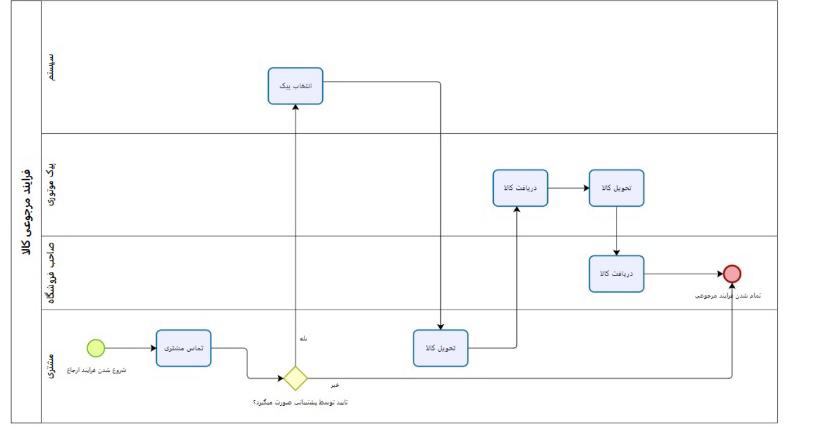 فرایند مرجوعی کالا
سیستم
انتخاب پیک
پیک موتوری
دریافت کالا
تحویل کالا
صاحب فروشگاه
دریافت کالا
تمام شدن فرایند مرجوعی
مشتری
شروع شدن فرایند ارجاع
تماس مشتری
بله
خیر
تایید توسط پشتیبانی صورت میگیرد؟
تحویل کالا